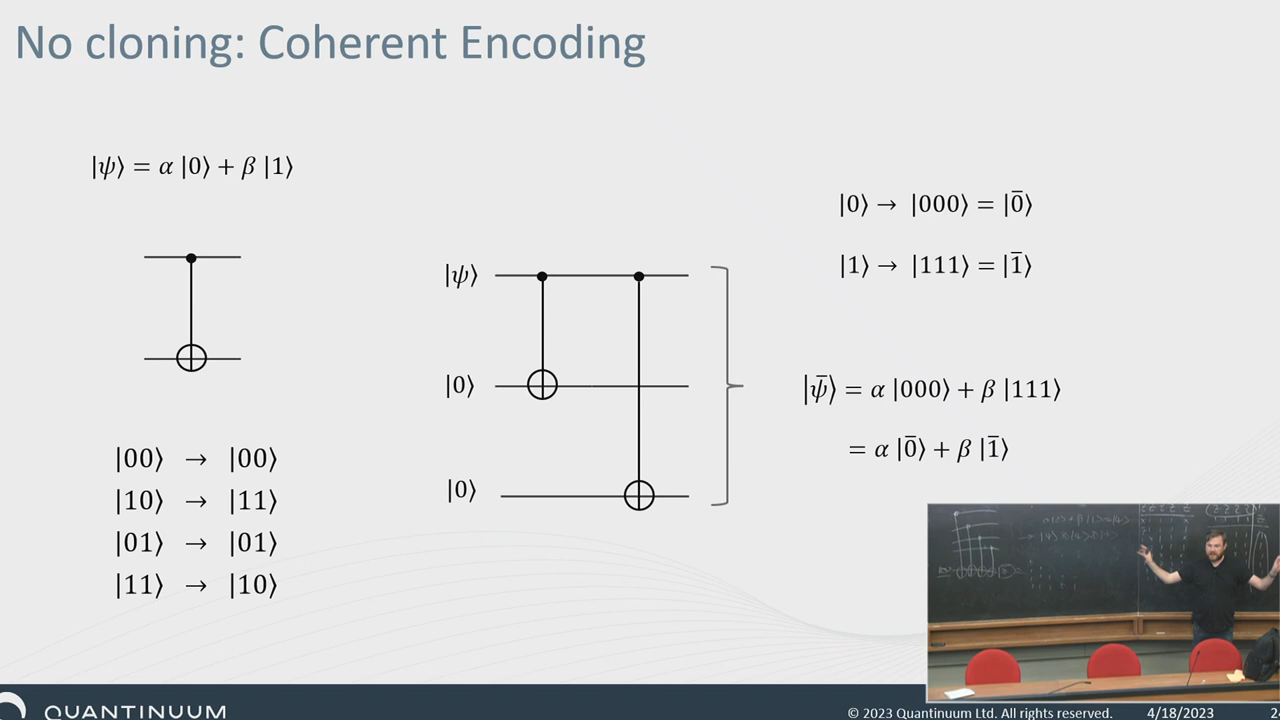 No cloning: Coherent Encoding
|ψ⟩ = α |0⟩ + β |1⟩
|00⟩ → |00⟩
|10⟩ → |11⟩
|01⟩ → |01⟩
|11⟩ → |10⟩
|ψ⟩
|0⟩
|0⟩
|0⟩ → |000⟩ = |0̅⟩
|1⟩ → |111⟩ = |1̅⟩
|ψ̅⟩ = α |000⟩ + β |111⟩
= α |0̅⟩ + β |1̅⟩
QUANTINUUM
© 2023 Quantinuum Ltd. All rights reserved. 4/18/2023